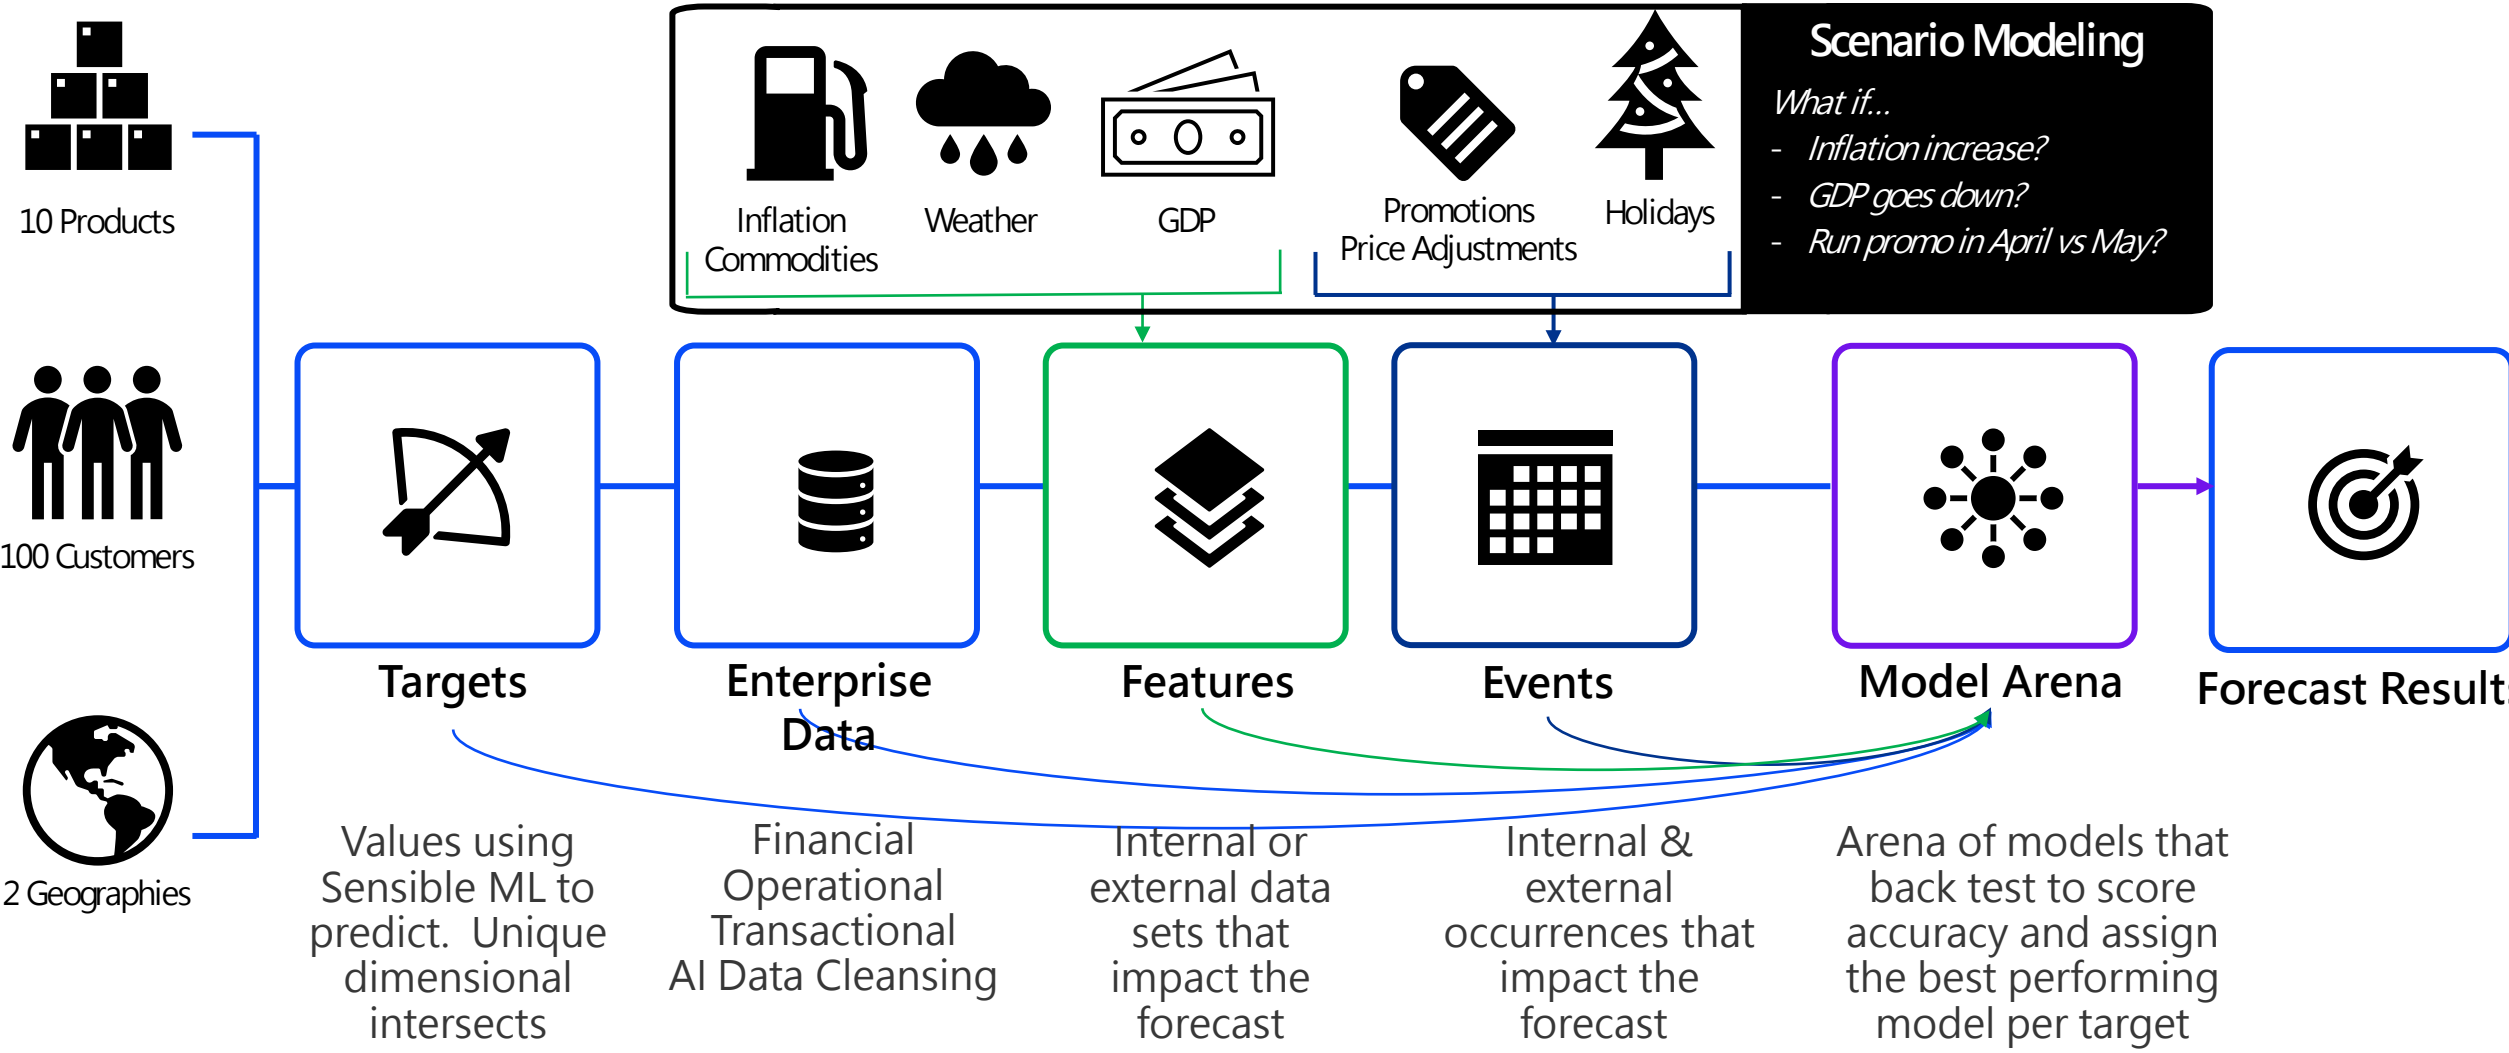 Scenario Modeling
What if...
- Inflation increase?
- GDP goes down?
- Run promo in April vs May?
Inflation
Commodities
Weather
GDP
Promotions
Price Adjustments
Holidays
10 Products
100 Customers
2 Geographies
Targets
Enterprise
Data
Features
Events
Model Arena
Forecast Results
Values using
Sensible ML to
predict.  Unique
dimensional
intersects
Financial
Operational
Transactional
AI Data Cleansing
Internal or
external data
sets that
impact the
forecast
Internal &
external
occurrences that
impact the
forecast
Arena of models that
back test to score
accuracy and assign
the best performing
model per target